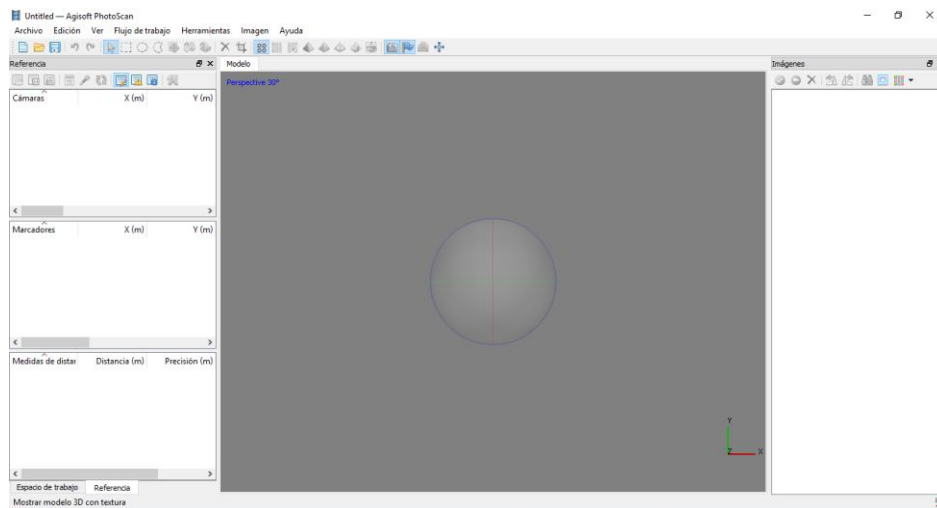 Untitled — Agisoft PhotoScan
Archivo Edición Ver Flujo de trabajo Herramientas Imagen Ayuda
Referencia
Modelo
Imágenes
Perspective 30°
Cámaras X (m) Y (m)
Marcadores X (m) Y (m)
Medidas de distar Distancia (m) Precisión (m)
Y
Z X
Espacio de trabajo Referencia
Mostrar modelo 3D con textura